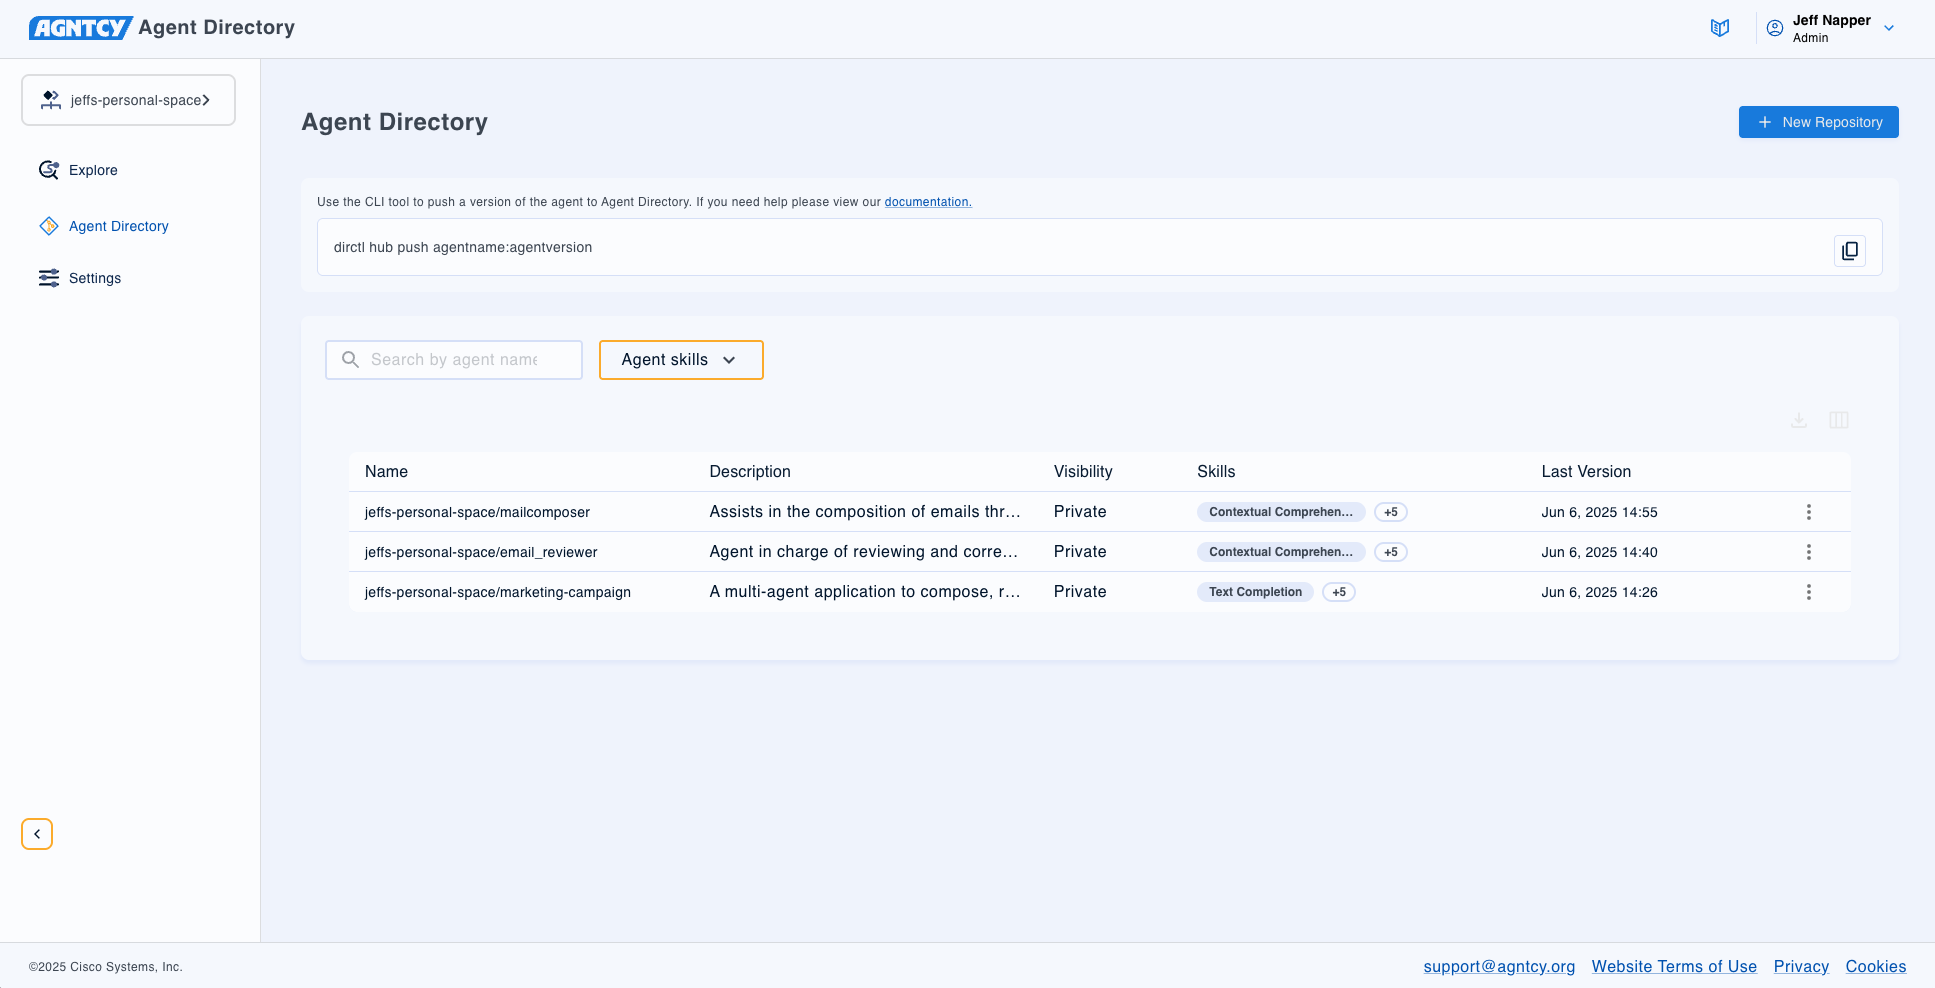 AGNTCY Agent Directory
Jeff Napper
Admin
jeffs-personal-space
Explore
Agent Directory
Settings
Agent Directory
New Repository
Use the CLI tool to push a version of the agent to Agent Directory. If you need help please view our documentation.
dirctl hub push agentname:agentversion
Search by agent name
Agent skills
Name Description Visibility Skills Last Version
jeffs-personal-space/mailcomposer Assists in the composition of emails thr... Private Contextual Comprehen... +5 Jun 6, 2025 14:55
jeffs-personal-space/email_reviewer Agent in charge of reviewing and corre... Private Contextual Comprehen... +5 Jun 6, 2025 14:40
jeffs-personal-space/marketing-campaign A multi-agent application to compose, r... Private Text Completion +5 Jun 6, 2025 14:26
©2025 Cisco Systems, Inc.
support@agntcy.org Website Terms of Use Privacy Cookies